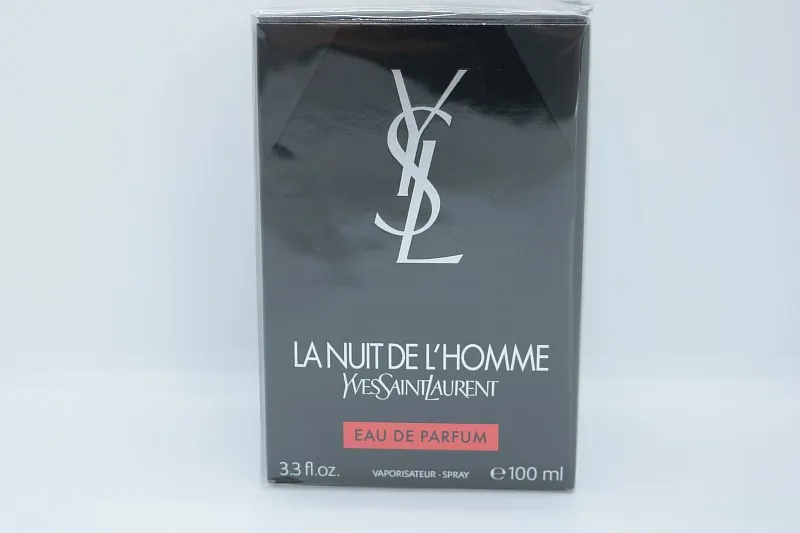 YSL
LA NUIT DE L'HOMME
YVESSAINTLAURENT
EAU DE PARFUM
3.3 fl.oz. VAPORISATEUR - SPRAY ℮100 ml